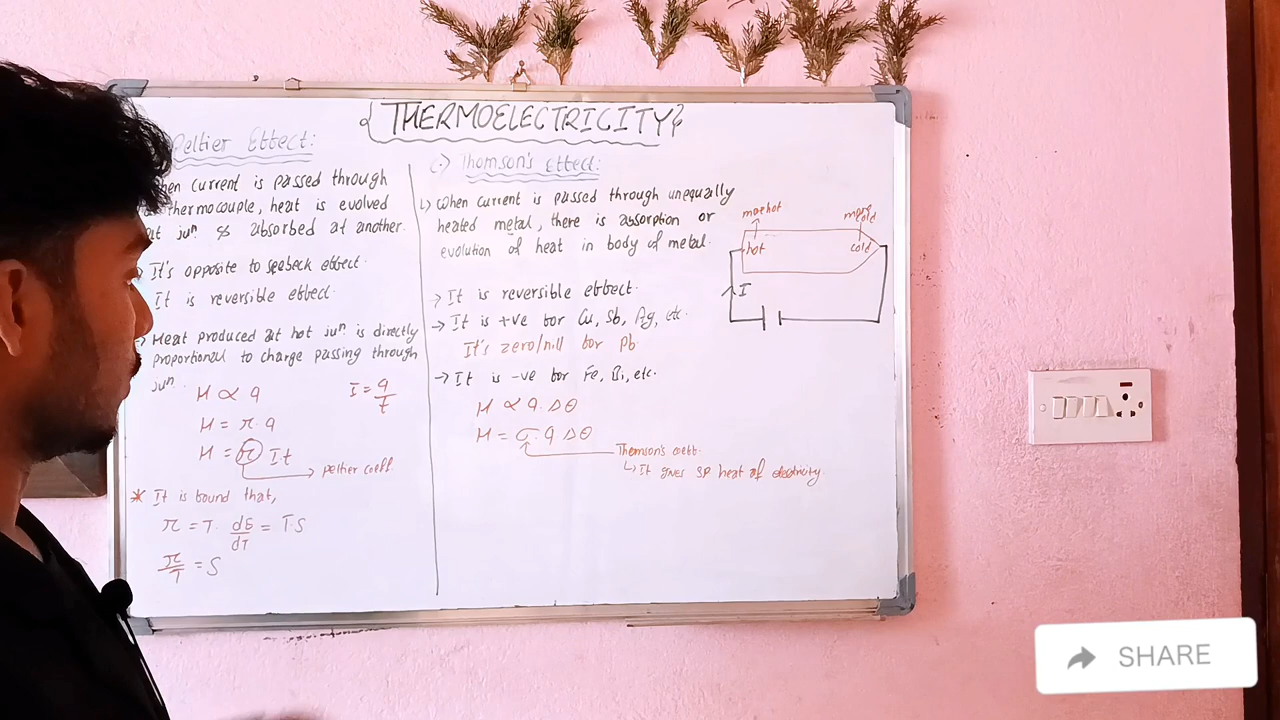 THERMOELECTRICITY
Peltier Effect:
When current is passed through
thermocouple, heat is evolved
at juⁿ & absorbed at another.
It's opposite to seebeck effect.
It is reversible effect.
→ Heat produced at hot juⁿ. is directly
proportional to charge passing through
juⁿ.
H ∝ q
I = q/t
H = π. q
H = π It
→ peltier coeff.
* It is found that,
π = T. dE/dT = T.S
π/T = S
Thomson's Effect:
↳ When current is passed through unequally
heated metal, there is absorption or
evolution of heat in body of metal.
→ It is reversible effect.
→ It is +ve for Cu, Sb, Ag, etc.
It's zero/nill for Pb
→ It is -ve for Fe, Bi, etc.
H ∝ q. Δθ
H = σ. q Δθ
Thomson's coeff.
↳ It gives sp heat of electricity
more hot
more cold
hot
cold
I
SHARE